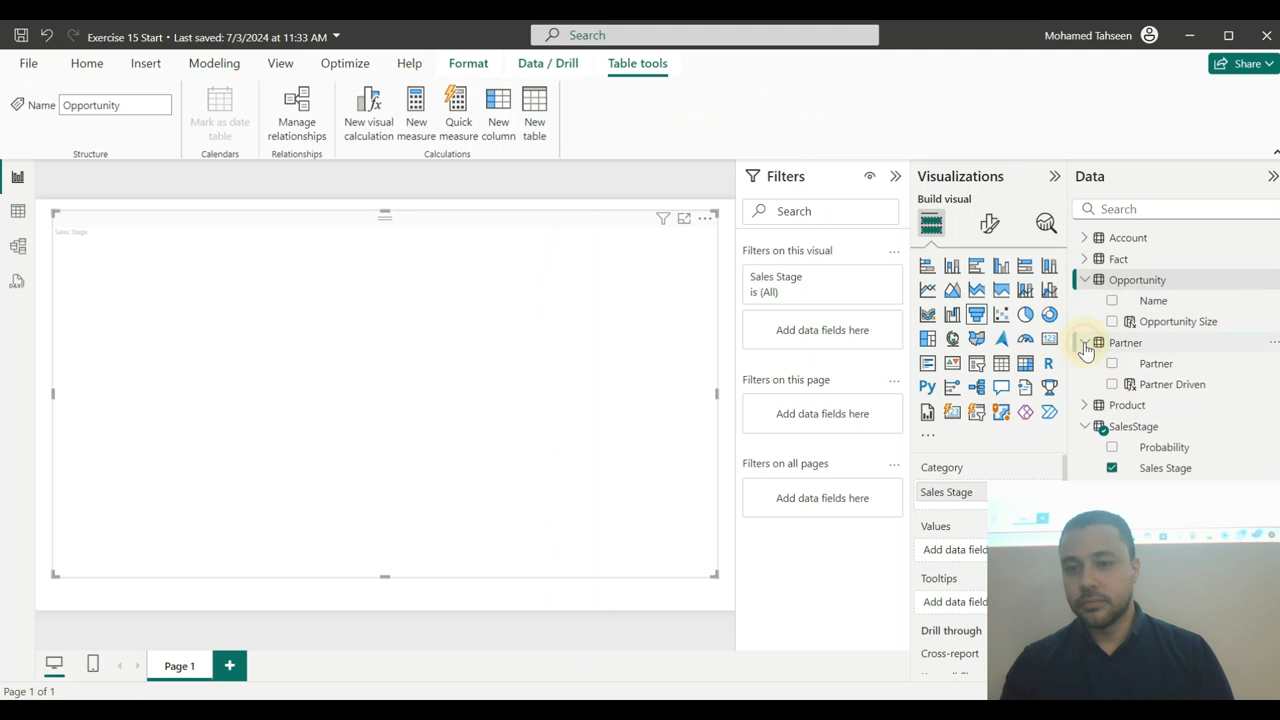 Exercise 15 Start • Last saved: 7/3/2024 at 11:33 AM
Search
Mohamed Tahseen
File
Home
Insert
Modeling
View
Optimize
Help
Format
Data / Drill
Table tools
Share
Name
Opportunity
Mark as date
table
Manage
relationships
New visual
calculation
New
measure
Quick
measure
New
column
New
table
Structure
Calendars
Relationships
Calculations
Sales Stage
Filters
Search
Filters on this visual
...
Sales Stage
is (All)
Add data fields here
Filters on this page
...
Add data fields here
Filters on all pages
...
Add data fields here
Visualizations
Build visual
123
R
Py
...
Category
Sales Stage
Values
Add data field
Tooltips
Add data field
Drill through
Cross-report
Data
Search
Account
Fact
Opportunity
Name
Opportunity Size
Partner
...
Partner
Partner Driven
Product
SalesStage
Probability
Sales Stage
Page 1
Page 1 of 1